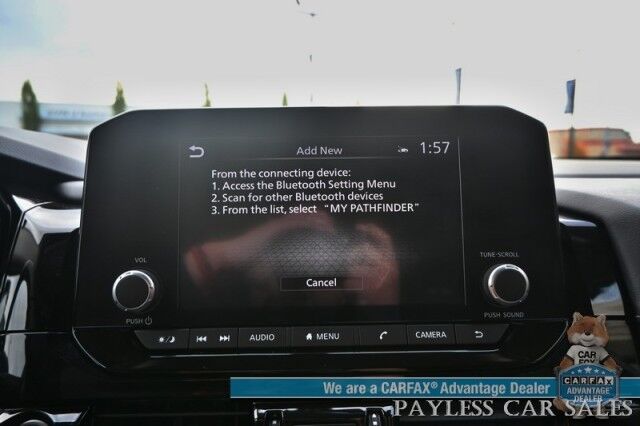 Add New
1:57
From the connecting device:
1. Access the Bluetooth Setting Menu
2. Scan for other Bluetooth devices
3. From the list, select “MY PATHFINDER”
Cancel
VOL
PUSH
TUNE·SCROLL
PUSH SOUND
AUDIO
MENU
CAMERA
We are a CARFAX® Advantage Dealer
PAYLESS CAR SALES
CAR
FOX
CARFAX
ADVANTAGE
DEALER